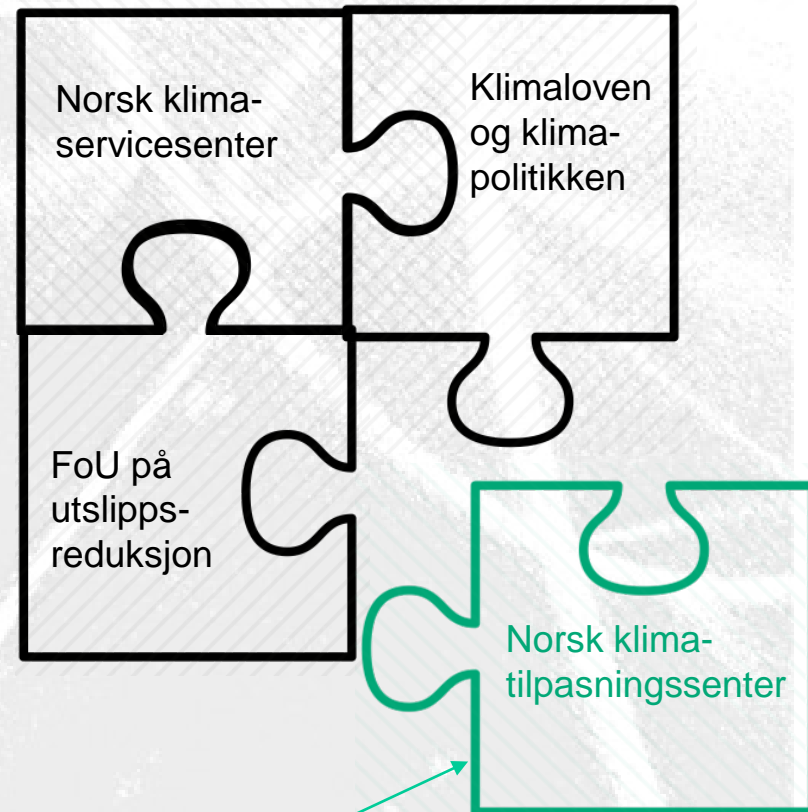 Norsk klima-
servicesenter
Klimaloven
og klima-
politikken
FoU på
utslipps-
reduksjon
Norsk klima-
tilpasningssenter